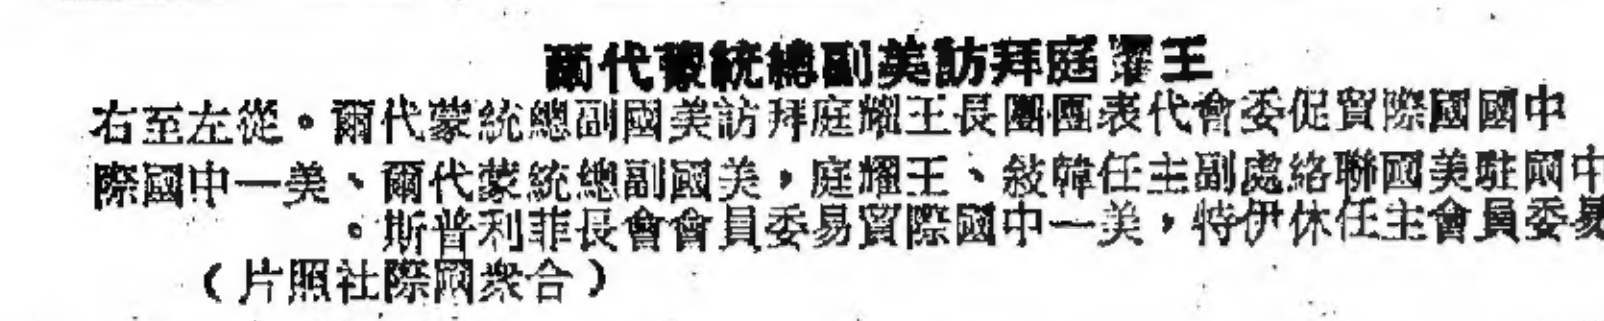 王耀庭拜訪美副總統蒙代爾
中國國際貿促委會代表團團長王耀庭拜訪美國副總統蒙代爾。從左至右
中國駐美國聯絡處副主任韓敍、王耀庭，美國副總統蒙代爾、美一中國際
易委員會主任休伊特，美一中國際貿易委員會會長菲利普斯。
（合衆國際社照片）